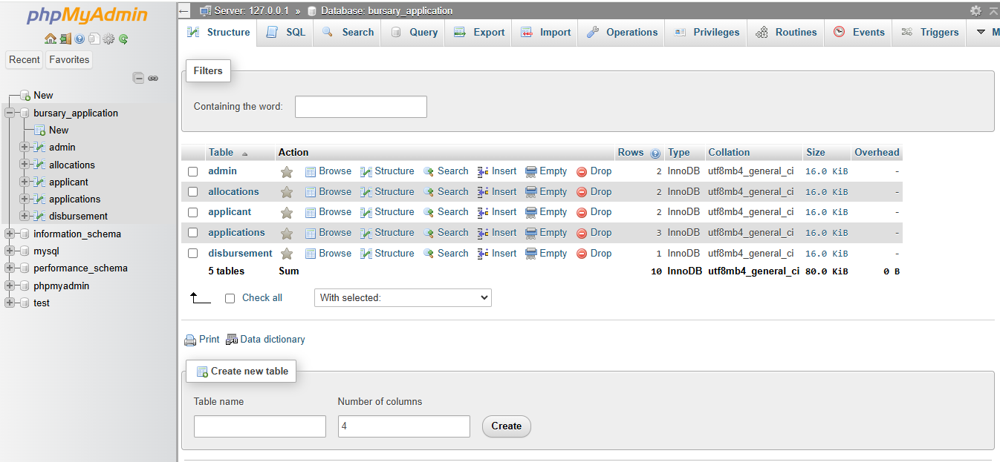 phpMyAdmin
Recent Favorites
New
bursary_application
New
admin
allocations
applicant
applications
disbursement
information_schema
mysql
performance_schema
phpmyadmin
test
Server: 127.0.0.1 » Database: bursary_application
Structure SQL Search Query Export Import Operations Privileges Routines Events Triggers M
Filters
Containing the word:
Table Action Rows Type Collation Size Overhead
admin Browse Structure Search Insert Empty Drop 2 InnoDB utf8mb4_general_ci 16.0 KiB -
allocations Browse Structure Search Insert Empty Drop 2 InnoDB utf8mb4_general_ci 16.0 KiB -
applicant Browse Structure Search Insert Empty Drop 2 InnoDB utf8mb4_general_ci 16.0 KiB -
applications Browse Structure Search Insert Empty Drop 3 InnoDB utf8mb4_general_ci 16.0 KiB -
disbursement Browse Structure Search Insert Empty Drop 1 InnoDB utf8mb4_general_ci 16.0 KiB -
5 tables Sum 10 InnoDB utf8mb4_general_ci 80.0 KiB 0 B
Check all With selected:
Print Data dictionary
Create new table
Table name Number of columns
4 Create